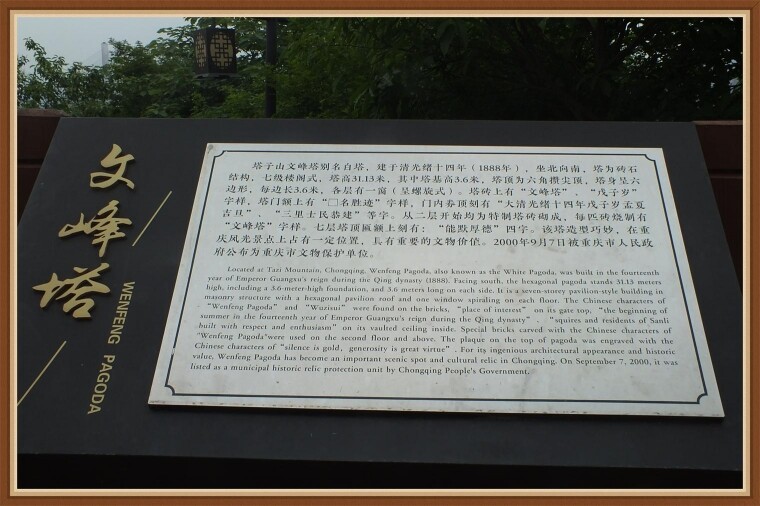 文峰塔
WENFENG PAGODA
塔子山文峰塔别名白塔，建于清光绪十四年（1888年），坐北向南，塔为砖石
结构，七级楼阁式，塔高31.13米，其中塔基高3.6米，塔顶为六角攒尖顶，塔身呈六
边形，每边长3.6米，各层有一窗（呈螺旋式）。塔砖上有“文峰塔”、“戊子岁”
字样，塔门额上有“□名胜迹”字样，门内券顶刻有“大清光绪十四年戊子岁孟夏
吉旦”、“三里士民恭建”等字。从二层开始均为特制塔砖砌成，每匹砖烧制有
“文峰塔”字样。七层塔顶匾额上刻有：“能默厚德”四字。该塔造型巧妙，在重
庆风光景点上占有一定位置，具有重要的文物价值。2000年9月7日被重庆市人民政
府公布为重庆市文物保护单位。
Located at Tazi Mountain, Chongqing, Wenfeng Pagoda, also known as the White Pagoda, was built in the fourteenth
year of Emperor Guangxu's reign during the Qing dynasty (1888). Facing south, the hexagonal pagoda stands 31.13 meters
high, including a 3.6-meter-high foundation, and 3.6 meters long on each side. It is a seven-storey pavilion-style building in
masonry structure with a hexagonal pavilion roof and one window spiraling on each floor. The Chinese characters of
“Wenfeng Pagoda” and “Wuzisui” were found on the bricks, “place of interest” on its gate top, “the beginning of
summer in the fourteenth year of Emperor Guangxu's reign during the Qing dynasty”, “squires and residents of Sanli
built with respect and enthusiasm” on its vaulted ceiling inside. Special bricks carved with the Chinese characters of
“Wenfeng Pagoda”were used on the second floor and above. The plaque on the top of pagoda was engraved with the
Chinese characters of “silence is gold, generosity is great virtue”. For its ingenious architectural appearance and historic
value, Wenfeng Pagoda has become an important scenic spot and cultural relic in Chongqing. On September 7, 2000, it was
listed as a municipal historic relic protection unit by Chongqing People's Government.